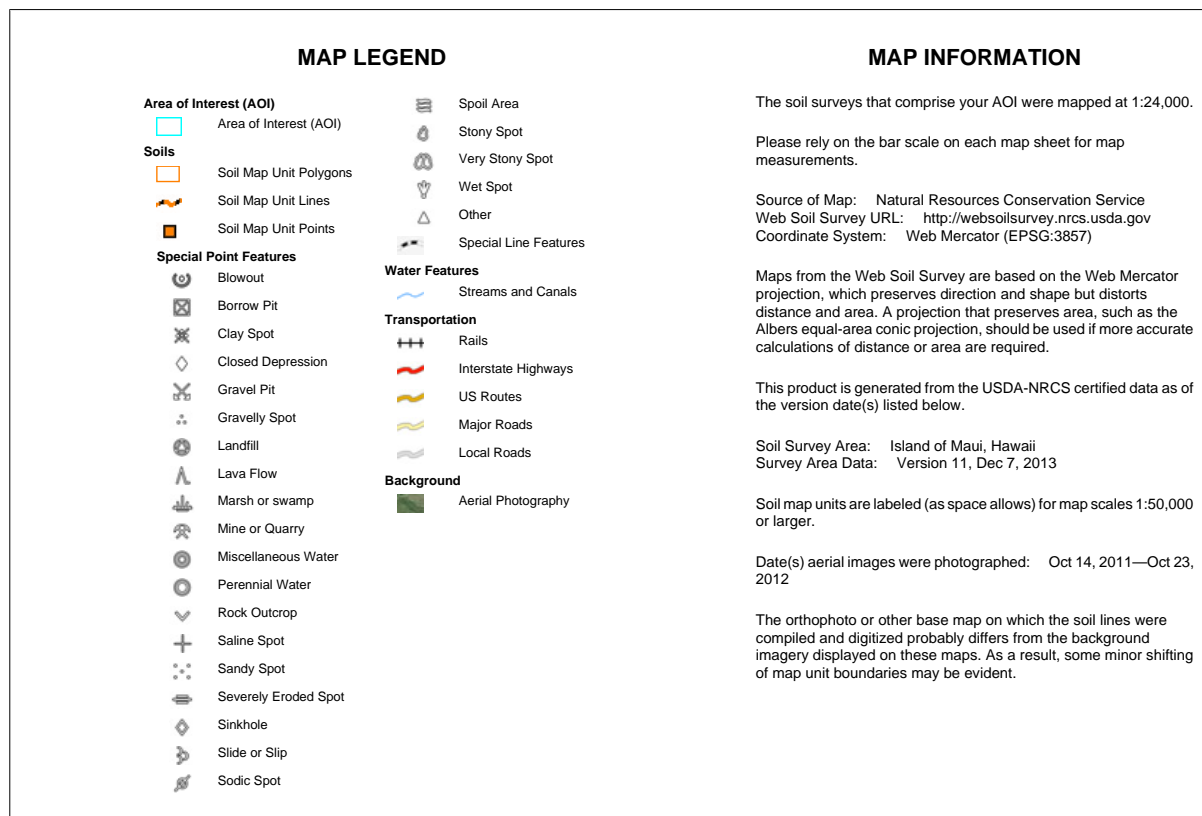 MAP LEGEND
Area of Interest (AOI)
Area of Interest (AOI)
Soils
Soil Map Unit Polygons
Soil Map Unit Lines
Soil Map Unit Points
Special Point Features
Blowout
Borrow Pit
Clay Spot
Closed Depression
Gravel Pit
Gravelly Spot
Landfill
Lava Flow
Marsh or swamp
Mine or Quarry
Miscellaneous Water
Perennial Water
Rock Outcrop
Saline Spot
Sandy Spot
Severely Eroded Spot
Sinkhole
Slide or Slip
Sodic Spot
Spoil Area
Stony Spot
Very Stony Spot
Wet Spot
Other
Special Line Features
Water Features
Streams and Canals
Transportation
Rails
Interstate Highways
US Routes
Major Roads
Local Roads
Background
Aerial Photography
MAP INFORMATION
The soil surveys that comprise your AOI were mapped at 1:24,000.
Please rely on the bar scale on each map sheet for map
measurements.
Source of Map: Natural Resources Conservation Service
Web Soil Survey URL: http://websoilsurvey.nrcs.usda.gov
Coordinate System: Web Mercator (EPSG:3857)
Maps from the Web Soil Survey are based on the Web Mercator
projection, which preserves direction and shape but distorts
distance and area. A projection that preserves area, such as the
Albers equal-area conic projection, should be used if more accurate
calculations of distance or area are required.
This product is generated from the USDA-NRCS certified data as of
the version date(s) listed below.
Soil Survey Area: Island of Maui, Hawaii
Survey Area Data: Version 11, Dec 7, 2013
Soil map units are labeled (as space allows) for map scales 1:50,000
or larger.
Date(s) aerial images were photographed: Oct 14, 2011—Oct 23,
2012
The orthophoto or other base map on which the soil lines were
compiled and digitized probably differs from the background
imagery displayed on these maps. As a result, some minor shifting
of map unit boundaries may be evident.